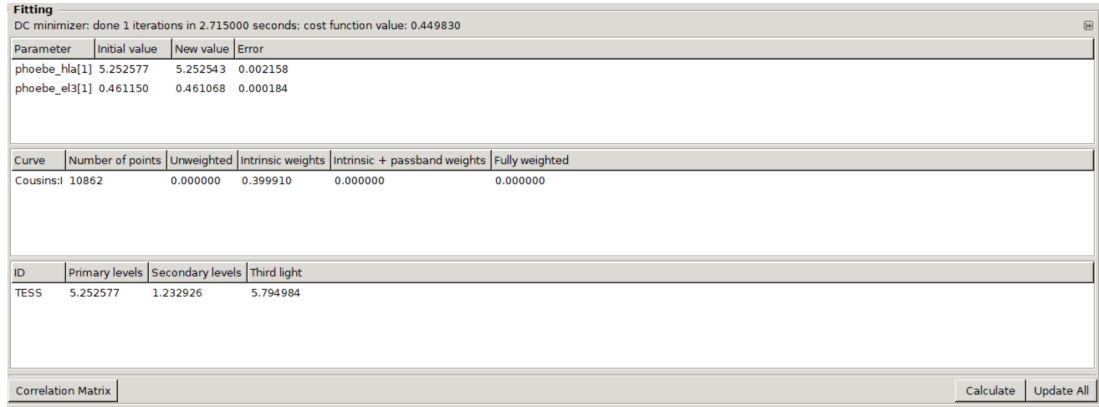 Fitting
DC minimizer: done 1 iterations in 2.715000 seconds; cost function value: 0.449830
Parameter Initial value New value Error
phoebe_hla[1] 5.252577 5.252543 0.002158
phoebe_el3[1] 0.461150 0.461068 0.000184
Curve Number of points Unweighted Intrinsic weights Intrinsic + passband weights Fully weighted
Cousins:I 10862 0.000000 0.399910 0.000000 0.000000
ID Primary levels Secondary levels Third light
TESS 5.252577 1.232926 5.794984
Correlation Matrix Calculate Update All